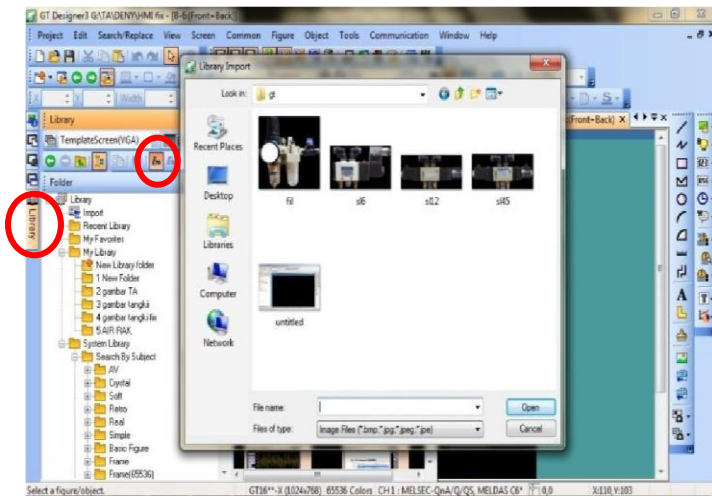 GT Designer3 G:\TA\DENY\HMI fix - [B-6(Front+Back)]
Project Edit Search/Replace View Screen Common Figure Object Tools Communication Window Help
X Y Width
Library
TemplateScreen(VGA)
Folder
Library
Library
Import
Recent Library
My Favorites
My Library
New Library folder
1 New Folder
2 gambar TA
3 gambar tangki
4 gambar tangki fix
5 AIR RAK
System Library
Search By Subject
AV
Crystal
Soft
Retro
Real
Simple
Basic Figure
Frame
Frame(65536)
Library Import
Look in: gt
Recent Places
Desktop
Libraries
Computer
Network
fil
sl6
sl12
sl45
untitled
File name:
Files of type: Image Files (*.bmp;*.jpg;*.jpeg;*.jpe)
Open
Cancel
(Front+Back)
Select a figure/object.
GT16**-X (1024x768) 65536 Colors CH1 : MELSEC-QnA/Q/QS, MELDAS C6* 0,0 X:110,Y:103